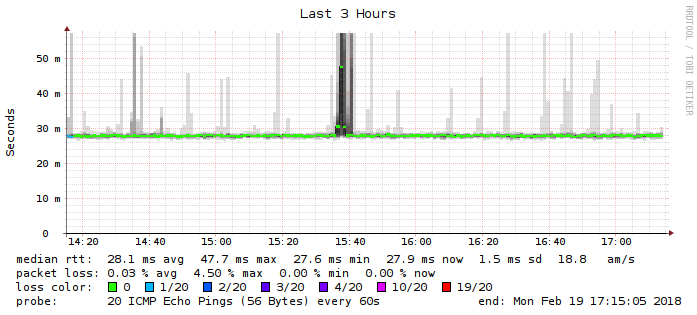 Last 3 Hours
RRDTOOL / TOBI OETIKER
Seconds
50 m
40 m
30 m
20 m
10 m
0
14:20 14:40 15:00 15:20 15:40 16:00 16:20 16:40 17:00
median rtt: 28.1 ms avg 47.7 ms max 27.6 ms min 27.9 ms now 1.5 ms sd 18.8 am/s
packet loss: 0.03 % avg 4.50 % max 0.00 % min 0.00 % now
loss color: 0 1/20 2/20 3/20 4/20 10/20 19/20
probe: 20 ICMP Echo Pings (56 Bytes) every 60s end: Mon Feb 19 17:15:05 2018